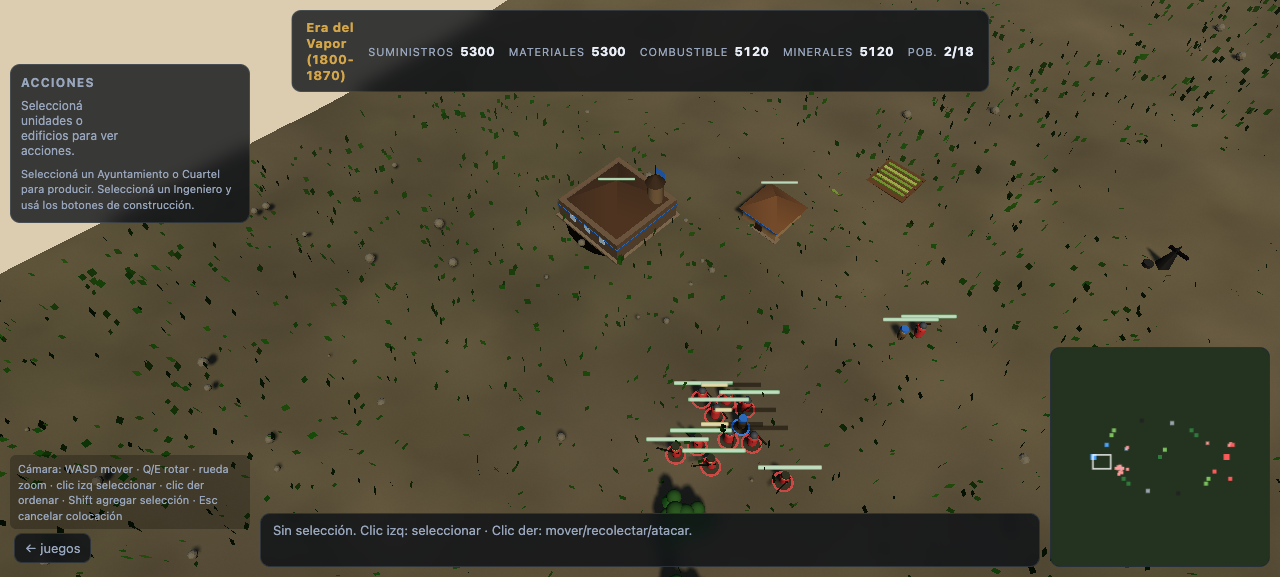 Era del
Vapor
(1800-
1870)
SUMINISTROS 5300 MATERIALES 5300 COMBUSTIBLE 5120 MINERALES 5120 POB. 2/18
ACCIONES
Seleccioná
unidades o
edificios para ver
acciones.
Seleccioná un Ayuntamiento o Cuartel
para producir. Seleccioná un Ingeniero y
usá los botones de construcción.
Cámara: WASD mover · Q/E rotar · rueda
zoom · clic izq seleccionar · clic der
ordenar · Shift agregar selección · Esc
cancelar colocación
← juegos
Sin selección. Clic izq: seleccionar · Clic der: mover/recolectar/atacar.